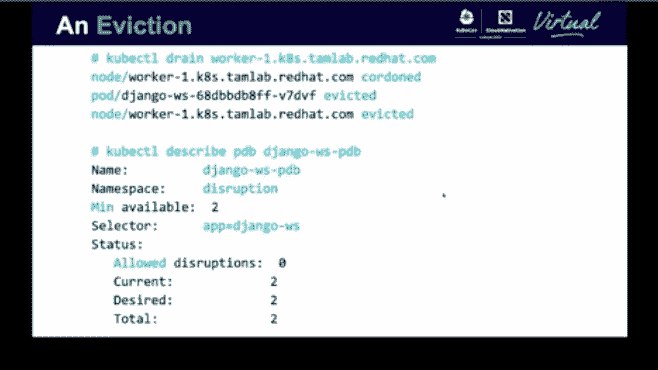 An Eviction
KubeCon
CloudNativeCon
Virtual
# kubectl drain worker-1.k8s.tamlab.redhat.com
node/worker-1.k8s.tamlab.redhat.com cordoned
pod/django-ws-68dbbdb8ff-v7dvf evicted
node/worker-1.k8s.tamlab.redhat.com evicted
# kubectl describe pdb django-ws-pdb
Name: django-ws-pdb
Namespace: disruption
Min available: 2
Selector: app=django-ws
Status:
Allowed disruptions: 0
Current: 2
Desired: 2
Total: 2